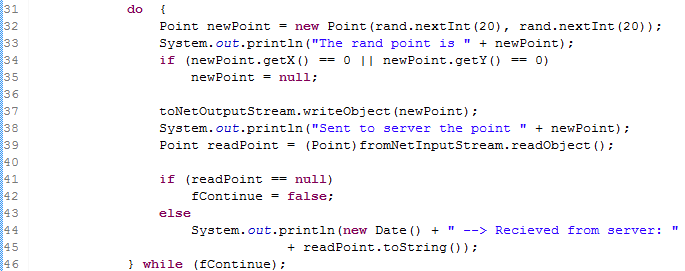 31 do {
32 Point newPoint = new Point(rand.nextInt(20), rand.nextInt(20));
33 System.out.println("The rand point is " + newPoint);
34 if (newPoint.getX() == 0 || newPoint.getY() == 0)
35 newPoint = null;
36
37 toNetOutputStream.writeObject(newPoint);
38 System.out.println("Sent to server the point " + newPoint);
39 Point readPoint = (Point)fromNetInputStream.readObject();
40
41 if (readPoint == null)
42 fContinue = false;
43 else
44 System.out.println(new Date() + " --> Recieved from server: "
45 + readPoint.toString());
46 } while (fContinue);